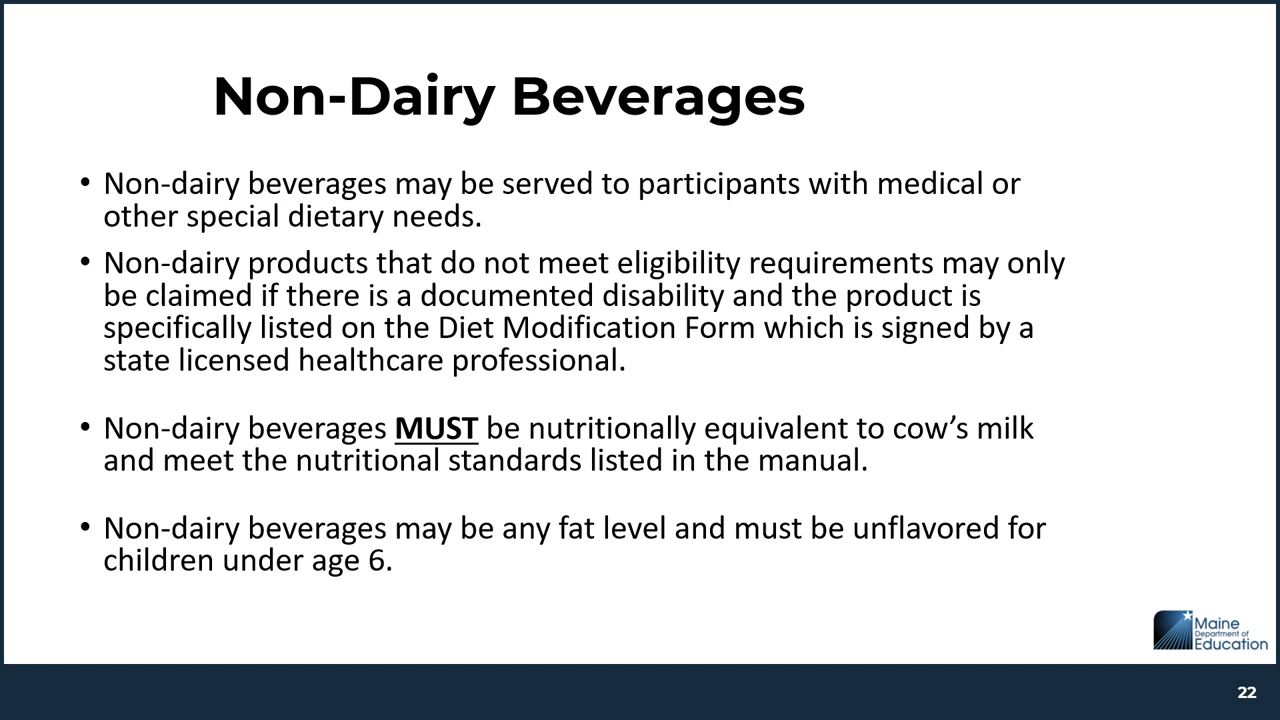 Non-Dairy Beverages
• Non-dairy beverages may be served to participants with medical or
other special dietary needs.
• Non-dairy products that do not meet eligibility requirements may only
be claimed if there is a documented disability and the product is
specifically listed on the Diet Modification Form which is signed by a
state licensed healthcare professional.
• Non-dairy beverages MUST be nutritionally equivalent to cow’s milk
and meet the nutritional standards listed in the manual.
• Non-dairy beverages may be any fat level and must be unflavored for
children under age 6.
Maine
Department of
Education
22